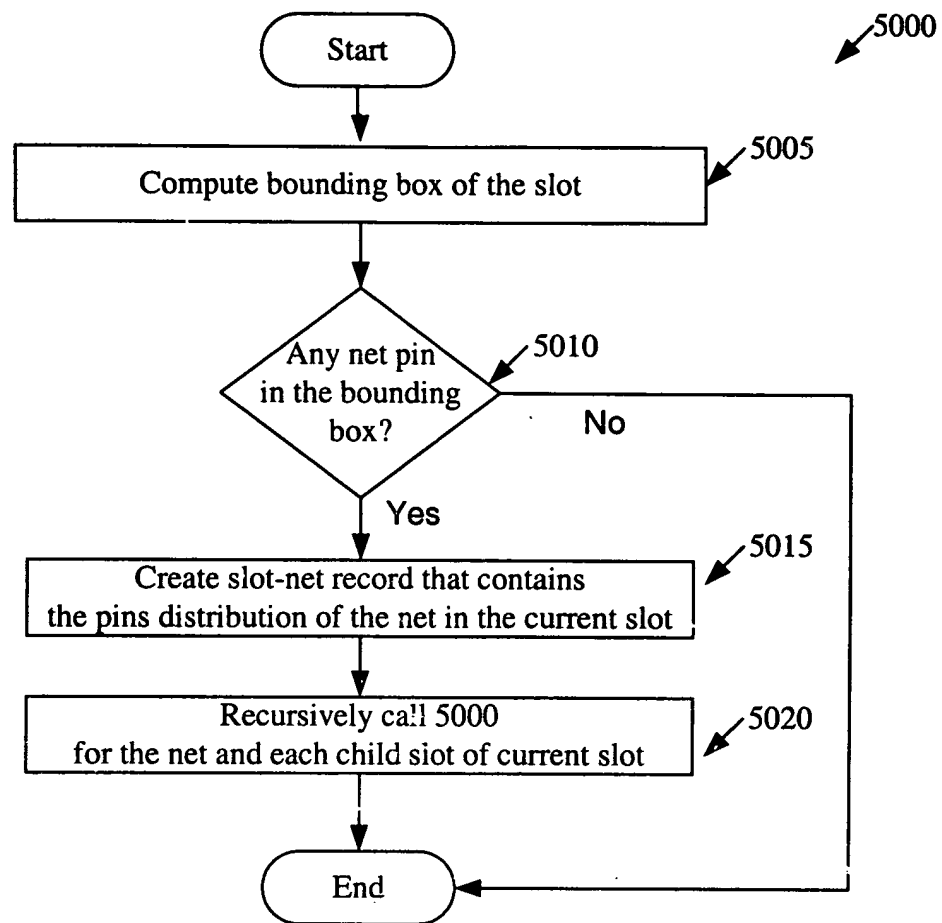 5000
Start
5005
Compute bounding box of the slot
5010
Any net pin
in the bounding
box?
No
Yes
5015
Create slot-net record that contains
the pins distribution of the net in the current slot
5020
Recursively call 5000
for the net and each child slot of current slot
End